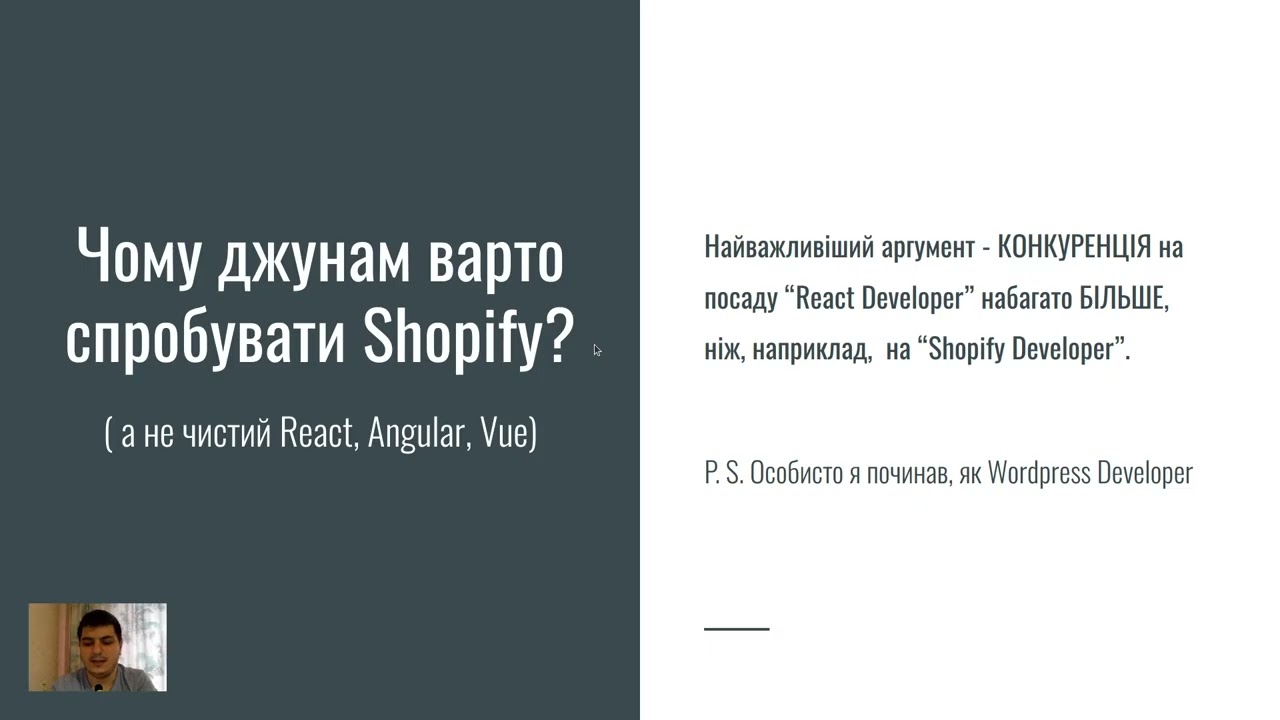 Чому джунам варто
спробувати Shopify?
( а не чистий React, Angular, Vue)
Найважливіший аргумент - КОНКУРЕНЦІЯ на
посаду “React Developer” набагато БІЛЬШЕ,
ніж, наприклад,  на “Shopify Developer”.
P. S. Особисто я починав, як Wordpress Developer